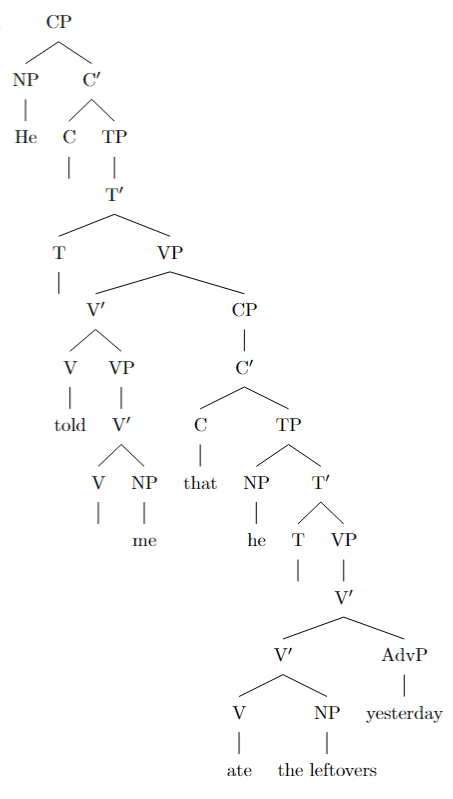 CP
NP C′
He C TP
T′
T VP
V′ CP
V VP C′
told V′ C TP
V NP that NP T′
me he T VP
V′
V′ AdvP
V NP yesterday
ate the leftovers